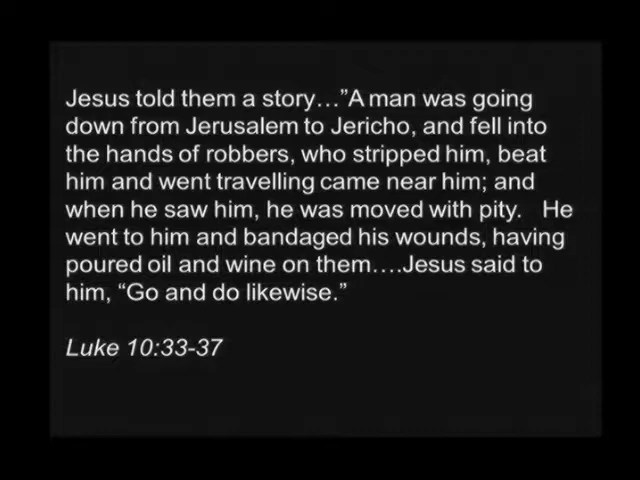 Jesus told them a story…”A man was going
down from Jerusalem to Jericho, and fell into
the hands of robbers, who stripped him, beat
him and went travelling came near him; and
when he saw him, he was moved with pity.   He
went to him and bandaged his wounds, having
poured oil and wine on them….Jesus said to
him, “Go and do likewise.”
Luke 10:33-37